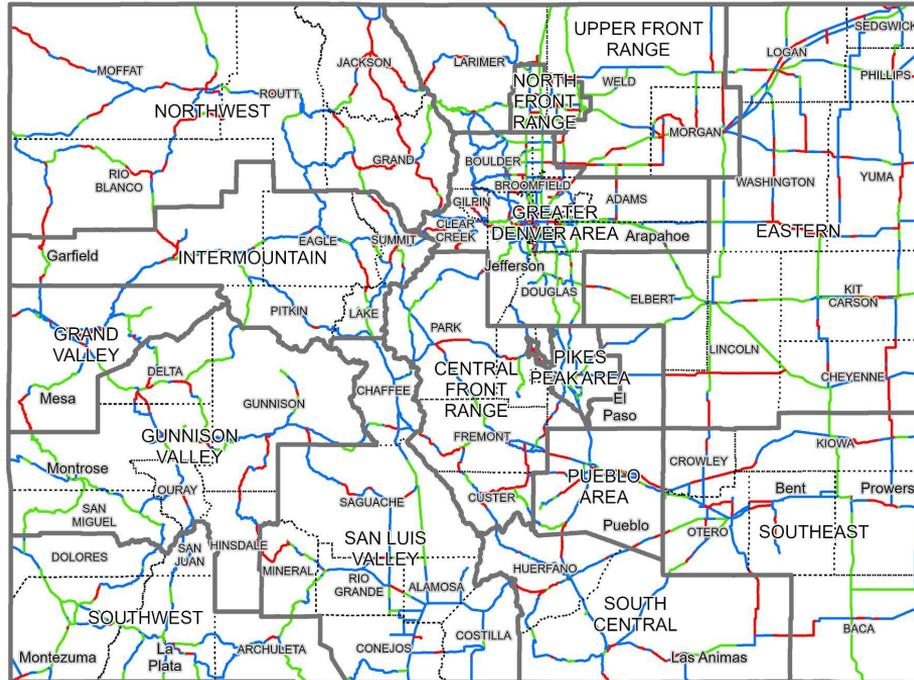 UPPER FRONT
RANGE
SEDGWICK
LOGAN
MOFFAT
JACKSON
LARIMER
PHILLIPS
NORTH
FRONT
RANGE
WELD
ROUTT
NORTHWEST
MORGAN
GRAND
BOULDER
RIO
BLANCO
BROOMFIELD
WASHINGTON
YUMA
GILPIN
ADAMS
GREATER
DENVER AREA
CLEAR
CREEK
EAGLE
SUMMIT
Arapahoe
EASTERN
Garfield
INTERMOUNTAIN
Jefferson
DOUGLAS
ELBERT
KIT
CARSON
PITKIN
LAKE
PARK
GRAND
VALLEY
LINCOLN
PIKES
PEAK AREA
DELTA
CENTRAL
FRONT
RANGE
CHEYENNE
Mesa
GUNNISON
CHAFFEE
El
Paso
GUNNISON
VALLEY
FREMONT
KIOWA
CROWLEY
Montrose
PUEBLO
AREA
OURAY
Bent
Prowers
SAGUACHE
CUSTER
SAN
MIGUEL
Pueblo
OTERO
SOUTHEAST
SAN LUIS
VALLEY
DOLORES
SAN
JUAN
HINSDALE
MINERAL
HUERFANO
RIO
GRANDE
ALAMOSA
SOUTHWEST
SOUTH
CENTRAL
COSTILLA
BACA
Montezuma
La
Plata
ARCHULETA
CONEJOS
Las Animas